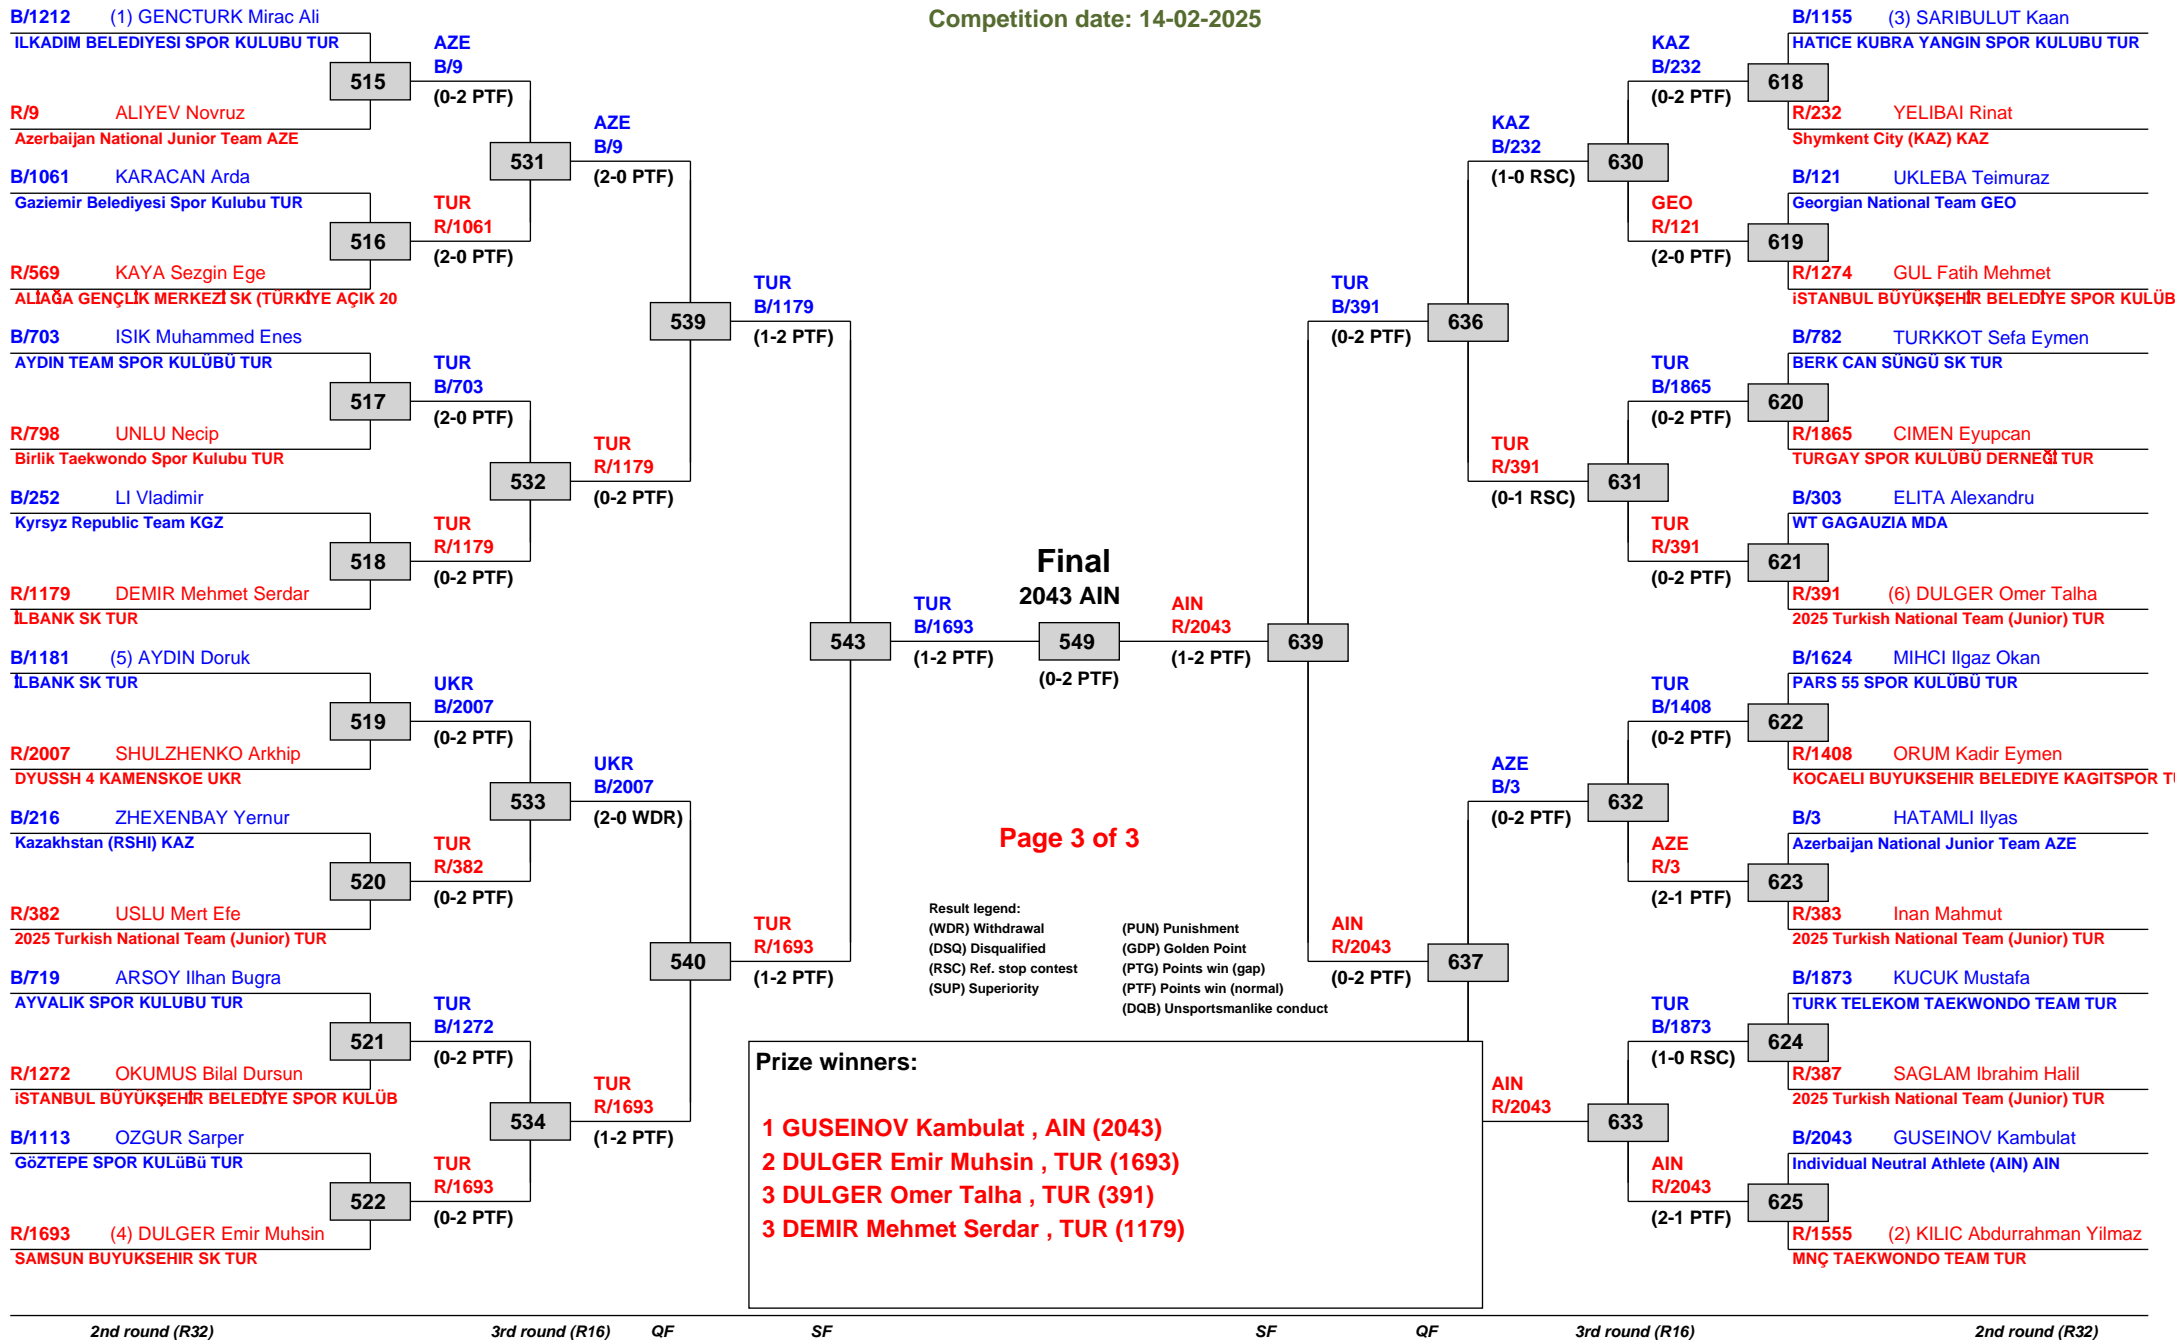 Competition date: 14-02-2025
B/1212 (1) GENCTURK Mirac Ali
ILKADIM BELEDIYESI SPOR KULUBU TUR
515
R/9 ALIYEV Novruz
Azerbaijan National Junior Team AZE
B/1061 KARACAN Arda
Gaziemir Belediyesi Spor Kulubu TUR
516
R/569 KAYA Sezgin Ege
ALİAĞA GENÇLİK MERKEZİ SK (TÜRKİYE AÇIK 20
B/703 ISIK Muhammed Enes
AYDIN TEAM SPOR KULÜBÜ TUR
517
R/798 UNLU Necip
Birlik Taekwondo Spor Kulubu TUR
B/252 LI Vladimir
Kyrsyz Republic Team KGZ
518
R/1179 DEMIR Mehmet Serdar
İLBANK SK TUR
B/1181 (5) AYDIN Doruk
İLBANK SK TUR
519
R/2007 SHULZHENKO Arkhip
DYUSSH 4 KAMENSKOE UKR
B/216 ZHEXENBAY Yernur
Kazakhstan (RSHI) KAZ
520
R/382 USLU Mert Efe
2025 Turkish National Team (Junior) TUR
B/719 ARSOY Ilhan Bugra
AYVALIK SPOR KULUBU TUR
521
R/1272 OKUMUS Bilal Dursun
iSTANBUL BÜYÜKŞEHİR BELEDİYE SPOR KULÜB
B/1113 OZGUR Sarper
GöZTEPE SPOR KULüBü TUR
522
R/1693 (4) DULGER Emir Muhsin
SAMSUN BUYUKSEHIR SK TUR
AZE
B/9
(0-2 PTF)
531
TUR
R/1061
(2-0 PTF)
TUR
B/703
(2-0 PTF)
532
TUR
R/1179
(0-2 PTF)
UKR
B/2007
(0-2 PTF)
533
TUR
R/382
(0-2 PTF)
TUR
B/1272
(0-2 PTF)
534
TUR
R/1693
(0-2 PTF)
AZE
B/9
(2-0 PTF)
539
TUR
R/1179
(0-2 PTF)
UKR
B/2007
(2-0 WDR)
540
TUR
R/1693
(1-2 PTF)
TUR
B/1179
(1-2 PTF)
543
TUR
R/1693
(1-2 PTF)
TUR
B/1693
(1-2 PTF)
Final
2043 AIN
549
(0-2 PTF)
AIN
R/2043
(1-2 PTF)
639
TUR
B/391
(0-2 PTF)
636
AIN
R/2043
(0-2 PTF)
637
KAZ
B/232
(1-0 RSC)
630
TUR
R/391
(0-1 RSC)
631
AZE
B/3
(0-2 PTF)
632
AIN
R/2043
633
KAZ
B/232
(0-2 PTF)
GEO
R/121
(2-0 PTF)
TUR
B/1865
(0-2 PTF)
TUR
R/391
(0-2 PTF)
TUR
B/1408
(0-2 PTF)
AZE
R/3
(2-1 PTF)
TUR
B/1873
(1-0 RSC)
AIN
R/2043
(2-1 PTF)
B/1155 (3) SARIBULUT Kaan
HATICE KUBRA YANGIN SPOR KULUBU TUR
618
R/232 YELIBAI Rinat
Shymkent City (KAZ) KAZ
B/121 UKLEBA Teimuraz
Georgian National Team GEO
619
R/1274 GUL Fatih Mehmet
iSTANBUL BÜYÜKŞEHİR BELEDİYE SPOR KULÜB
B/782 TURKKOT Sefa Eymen
BERK CAN SÜNGÜ SK TUR
620
R/1865 CIMEN Eyupcan
TURGAY SPOR KULÜBÜ DERNEĞİ TUR
B/303 ELITA Alexandru
WT GAGAUZIA MDA
621
R/391 (6) DULGER Omer Talha
2025 Turkish National Team (Junior) TUR
B/1624 MIHCI Ilgaz Okan
PARS 55 SPOR KULÜBÜ TUR
622
R/1408 ORUM Kadir Eymen
KOCAELI BUYUKSEHIR BELEDIYE KAGITSPOR TU
B/3 HATAMLI Ilyas
Azerbaijan National Junior Team AZE
623
R/383 Inan Mahmut
2025 Turkish National Team (Junior) TUR
B/1873 KUCUK Mustafa
TURK TELEKOM TAEKWONDO TEAM TUR
624
R/387 SAGLAM Ibrahim Halil
2025 Turkish National Team (Junior) TUR
B/2043 GUSEINOV Kambulat
Individual Neutral Athlete (AIN) AIN
625
R/1555 (2) KILIC Abdurrahman Yilmaz
MNÇ TAEKWONDO TEAM TUR
Page 3 of 3
Result legend:
(WDR) Withdrawal (PUN) Punishment
(DSQ) Disqualified (GDP) Golden Point
(RSC) Ref. stop contest (PTG) Points win (gap)
(SUP) Superiority (PTF) Points win (normal)
(DQB) Unsportsmanlike conduct
Prize winners:
1 GUSEINOV Kambulat , AIN (2043)
2 DULGER Emir Muhsin , TUR (1693)
3 DULGER Omer Talha , TUR (391)
3 DEMIR Mehmet Serdar , TUR (1179)
2nd round (R32) 3rd round (R16) QF SF SF QF 3rd round (R16) 2nd round (R32)